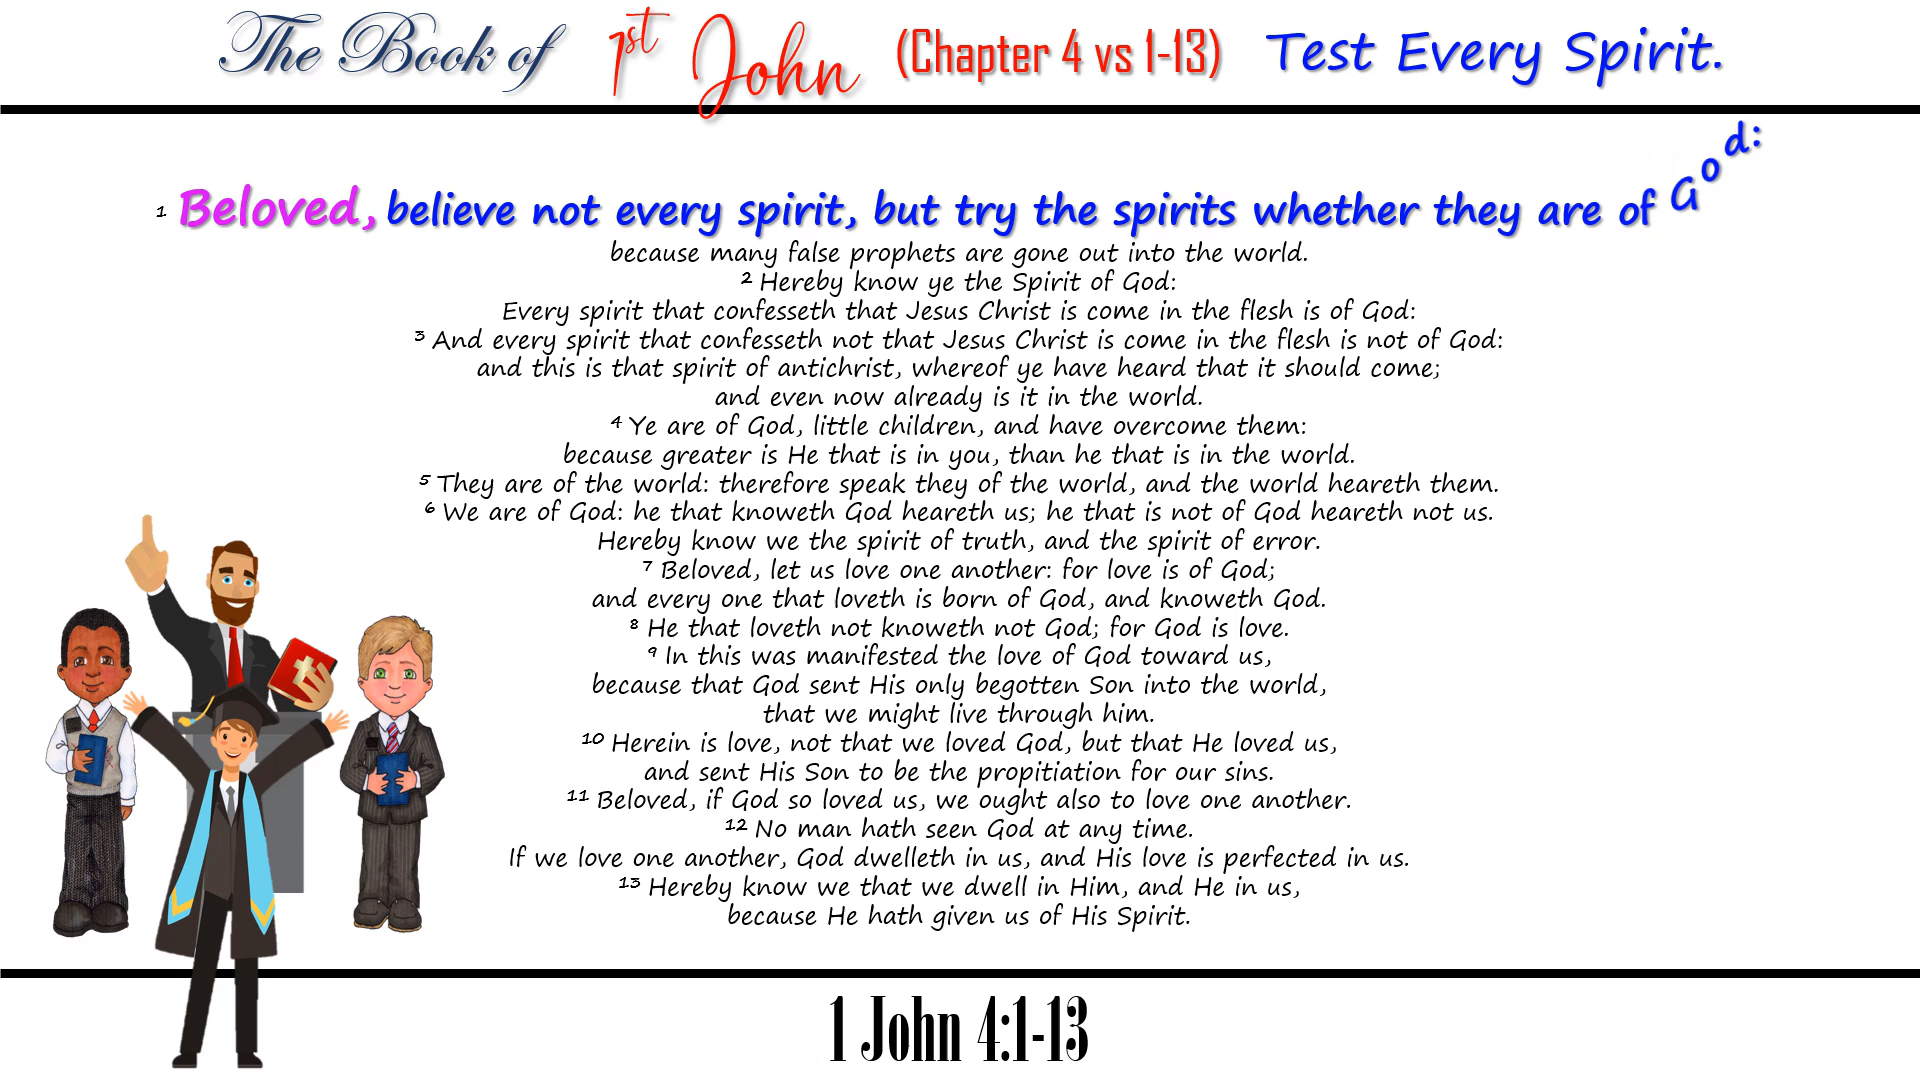 The Book of 1st John (Chapter 4 vs 1-13) Test Every Spirit.
1 Beloved, believe not every spirit, but try the spirits whether they are of God:
because many false prophets are gone out into the world.
2 Hereby know ye the Spirit of God:
Every spirit that confesseth that Jesus Christ is come in the flesh is of God:
3 And every spirit that confesseth not that Jesus Christ is come in the flesh is not of God:
and this is that spirit of antichrist, whereof ye have heard that it should come;
and even now already is it in the world.
4 Ye are of God, little children, and have overcome them:
because greater is He that is in you, than he that is in the world.
5 They are of the world: therefore speak they of the world, and the world heareth them.
6 We are of God: he that knoweth God heareth us; he that is not of God heareth not us.
Hereby know we the spirit of truth, and the spirit of error.
7 Beloved, let us love one another: for love is of God;
and every one that loveth is born of God, and knoweth God.
8 He that loveth not knoweth not God; for God is love.
9 In this was manifested the love of God toward us,
because that God sent His only begotten Son into the world,
that we might live through him.
10 Herein is love, not that we loved God, but that He loved us,
and sent His Son to be the propitiation for our sins.
11 Beloved, if God so loved us, we ought also to love one another.
12 No man hath seen God at any time.
If we love one another, God dwelleth in us, and His love is perfected in us.
13 Hereby know we that we dwell in Him, and He in us,
because He hath given us of His Spirit.
1 John 4:1-13